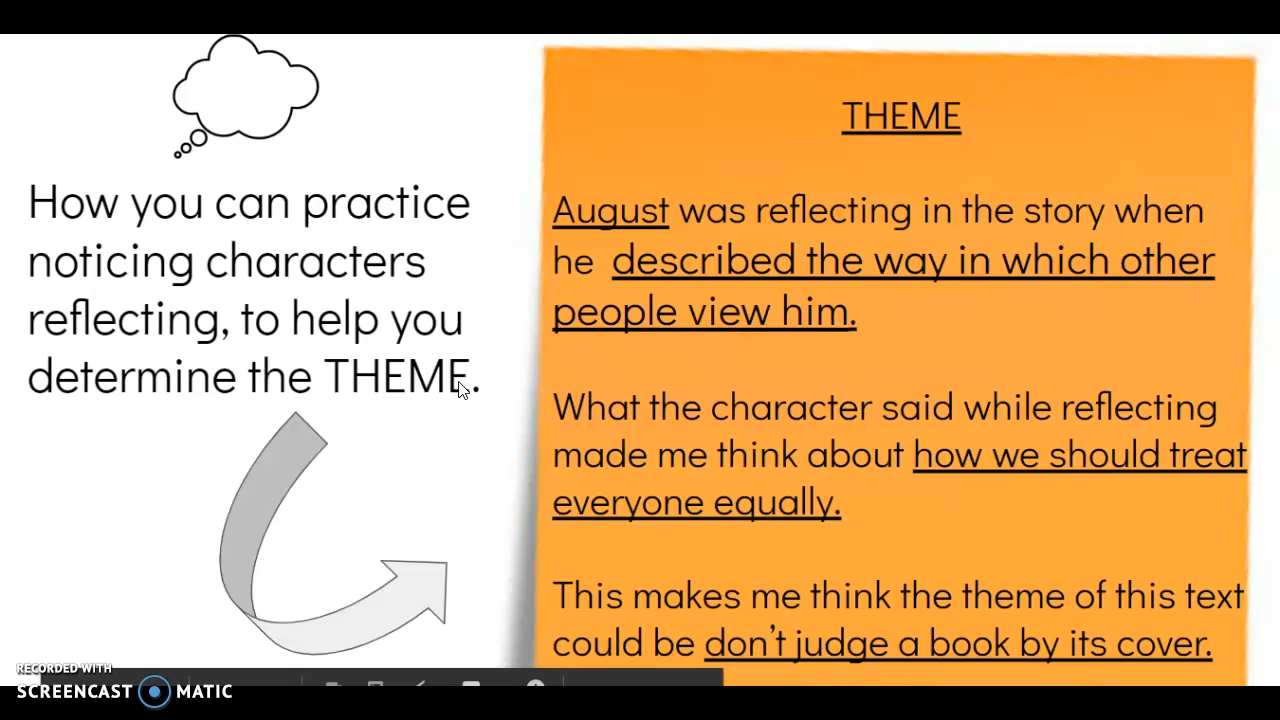 How you can practice
noticing characters
reflecting, to help you
determine the THEME.
THEME
August was reflecting in the story when
he described the way in which other
people view him.
What the character said while reflecting
made me think about how we should treat
everyone equally.
This makes me think the theme of this text
could be don't judge a book by its cover.
RECORDED WITH
SCREENCAST MATIC